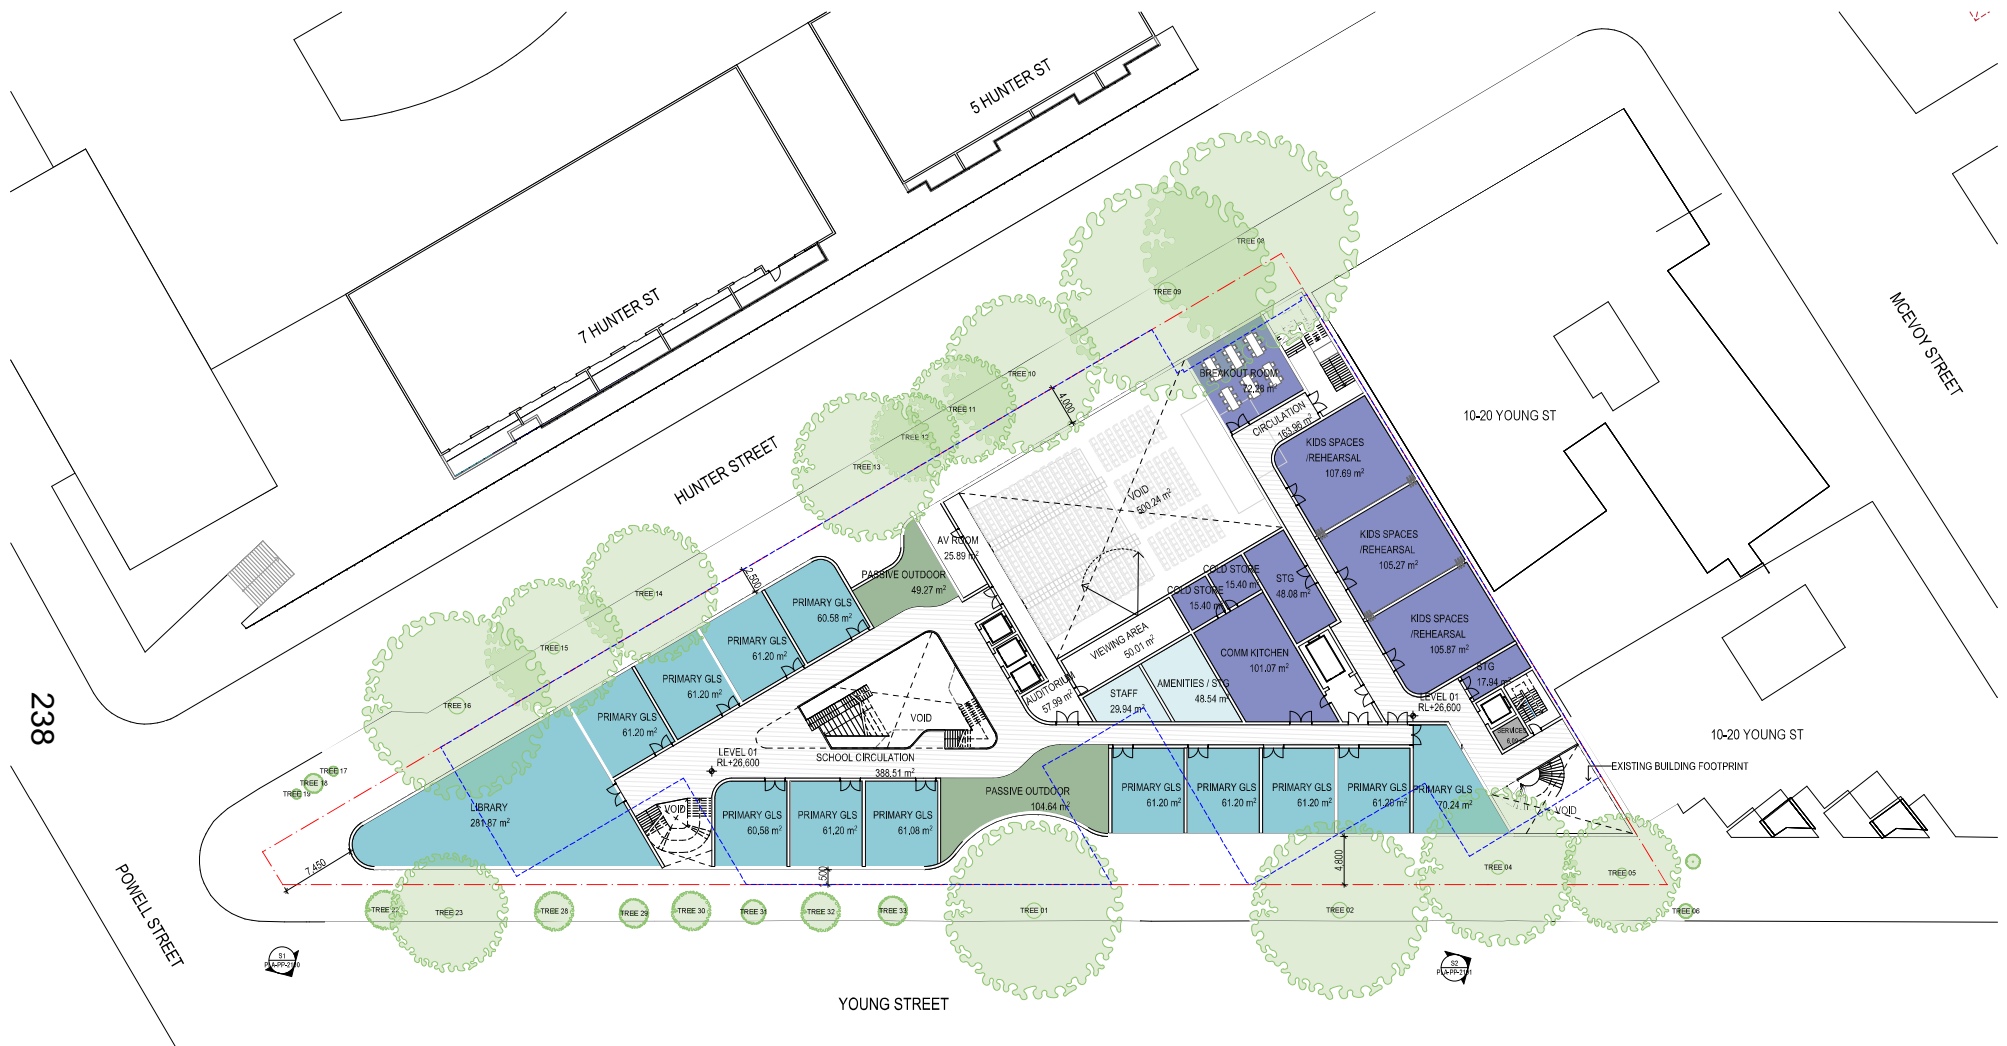 5 HUNTER ST
7 HUNTER ST
HUNTER STREET
MCEVOY STREET
10-20 YOUNG ST
10-20 YOUNG ST
POWELL STREET
YOUNG STREET
238
TREE 08
TREE 09
TREE 10
TREE 11
TREE 12
TREE 13
TREE 14
TREE 15
TREE 16
TREE 17
TREE 18
TREE 19
4,000
2,500
BREAKOUT ROOM
72.28 m²
CIRCULATION
163.96 m²
KIDS SPACES
/REHEARSAL
107.69 m²
KIDS SPACES
/REHEARSAL
105.27 m²
KIDS SPACES
/REHEARSAL
105.87 m²
VOID
500.24 m²
AV ROOM
25.89 m²
PASSIVE OUTDOOR
49.27 m²
COLD STORE
15.40 m²
COLD STORE
15.40 m²
STG
48.08 m²
VIEWING AREA
50.01 m²
COMM KITCHEN
101.07 m²
AUDITORIUM
57.99 m²
STAFF
29.94 m²
AMENITIES / STG
48.54 m²
STG
17.94 m²
LEVEL 01
RL+26,600
SERVICES
PRIMARY GLS
60.58 m²
PRIMARY GLS
61.20 m²
PRIMARY GLS
61.20 m²
PRIMARY GLS
61.20 m²
VOID
LEVEL 01
RL+26,600
SCHOOL CIRCULATION
388.51 m²
LIBRARY
281.87 m²
VOID
PRIMARY GLS
60.58 m²
PRIMARY GLS
61.20 m²
PRIMARY GLS
61.08 m²
PASSIVE OUTDOOR
104.64 m²
PRIMARY GLS
61.20 m²
PRIMARY GLS
61.20 m²
PRIMARY GLS
61.20 m²
PRIMARY GLS
61.20 m²
PRIMARY GLS
70.24 m²
EXISTING BUILDING FOOTPRINT
VOID
7,450
4,800
TREE 22
TREE 23
TREE 28
TREE 29
TREE 30
TREE 31
TREE 32
TREE 33
TREE 01
TREE 02
TREE 04
TREE 05
TREE 06
S1
S2